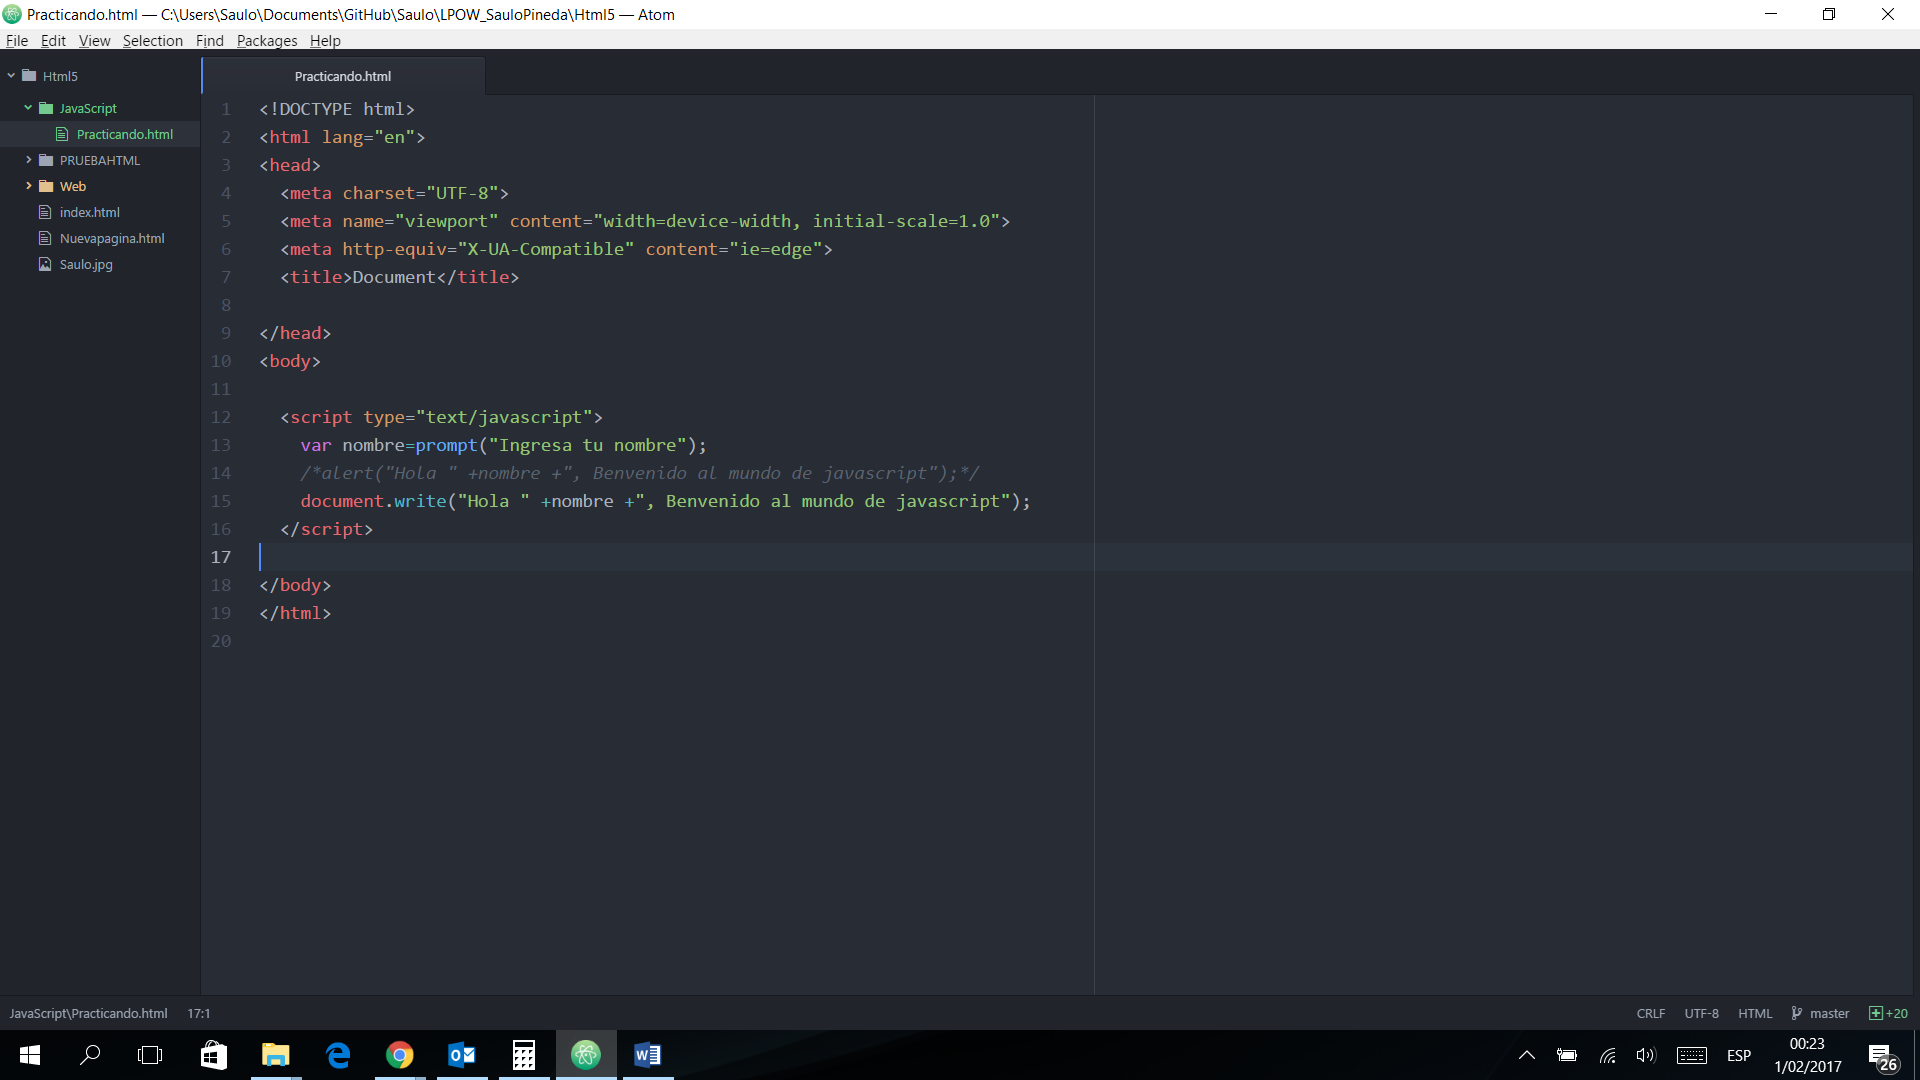 Practicando.html — C:\Users\Saulo\Documents\GitHub\Saulo\LPOW_SauloPineda\Html5 — Atom
File Edit View Selection Find Packages Help
Html5
JavaScript
Practicando.html
PRUEBAHTML
Web
index.html
Nuevapagina.html
Saulo.jpg
Practicando.html
1 <!DOCTYPE html>
2 <html lang="en">
3 <head>
4 <meta charset="UTF-8">
5 <meta name="viewport" content="width=device-width, initial-scale=1.0">
6 <meta http-equiv="X-UA-Compatible" content="ie=edge">
7 <title>Document</title>
8
9 </head>
10 <body>
11
12 <script type="text/javascript">
13 var nombre=prompt("Ingresa tu nombre");
14 /*alert("Hola " +nombre +", Benvenido al mundo de javascript");*/
15 document.write("Hola " +nombre +", Benvenido al mundo de javascript");
16 </script>
17
18 </body>
19 </html>
20
JavaScript\Practicando.html 17:1
CRLF UTF-8 HTML master +20
ESP
00:23
1/02/2017
26